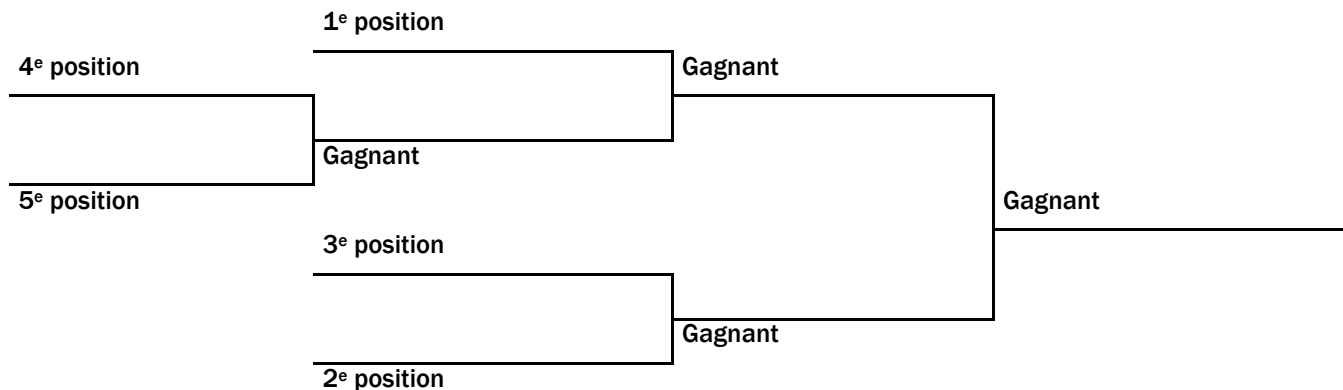 1ᵉ position
4ᵉ position
Gagnant
Gagnant
5ᵉ position
Gagnant
3ᵉ position
Gagnant
2ᵉ position